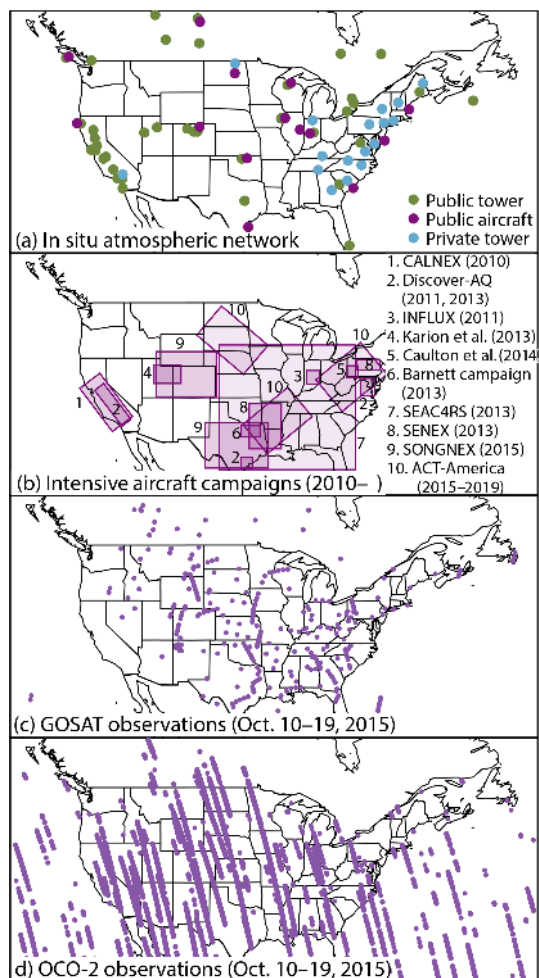 Public tower
Public aircraft
(a) In situ atmospheric network
Private tower
1. CALNEX (2010)
2. Discover-AQ
(2011, 2013)
3. INFLUX (2011)
4. Karion et al. (2013)
5. Caulton et al. (2014
6. Barnett campaign
(2013)
7. SEAC4RS (2013)
8. SENEX (2013)
9. SONGNEX (2015)
10. ACT-America
(2015–2019)
10
9
10
4
3
5
8
10
1
2
8
2
9
6
7
2
(b) Intensive aircraft campaigns (2010– )
(c) GOSAT observations (Oct. 10–19, 2015)
d) OCO-2 observations (Oct. 10–19, 2015)